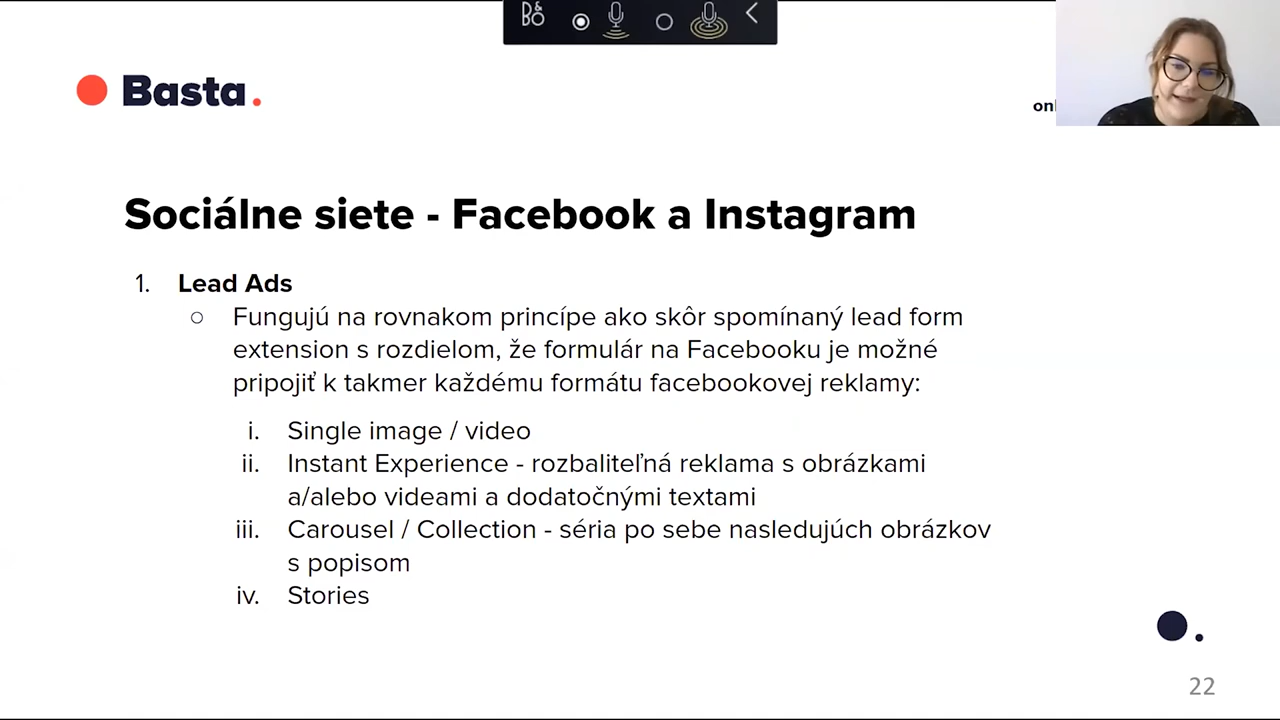 B&O
Basta.
Sociálne siete - Facebook a Instagram
1. Lead Ads
○ Fungujú na rovnakom princípe ako skôr spomínaný lead form
extension s rozdielom, že formulár na Facebooku je možné
pripojiť k takmer každému formátu facebookovej reklamy:
i. Single image / video
ii. Instant Experience - rozbaliteľná reklama s obrázkami
a/alebo videami a dodatočnými textami
iii. Carousel / Collection - séria po sebe nasledujúch obrázkov
s popisom
iv. Stories
22